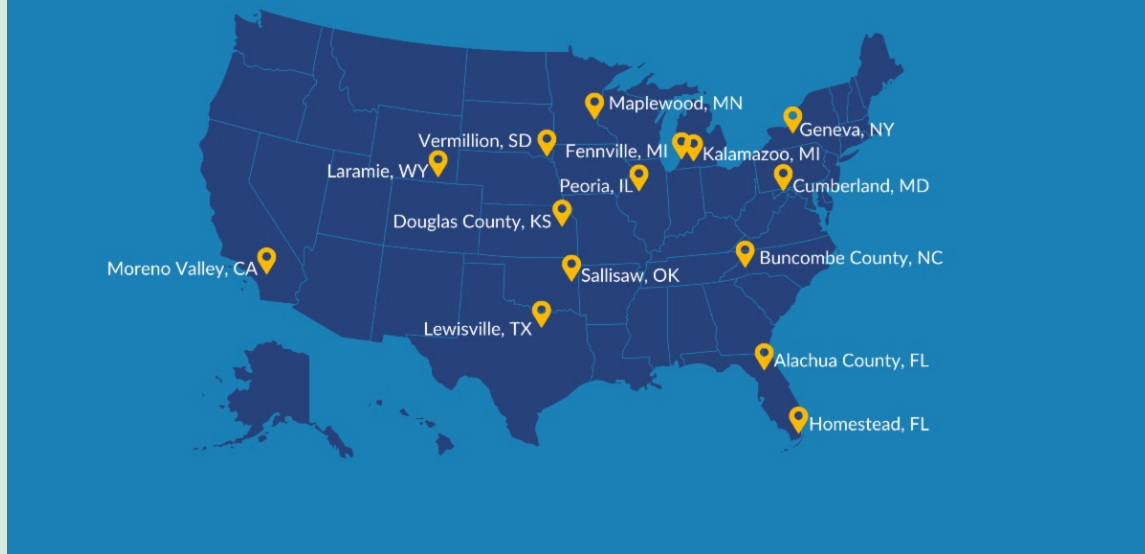 Maplewood, MN
Geneva, NY
Vermillion, SD
Fennville, MI
Kalamazoo, MI
Laramie, WY
Peoria, IL
Cumberland, MD
Douglas County, KS
Buncombe County, NC
Moreno Valley, CA
Sallisaw, OK
Lewisville, TX
Alachua County, FL
Homestead, FL